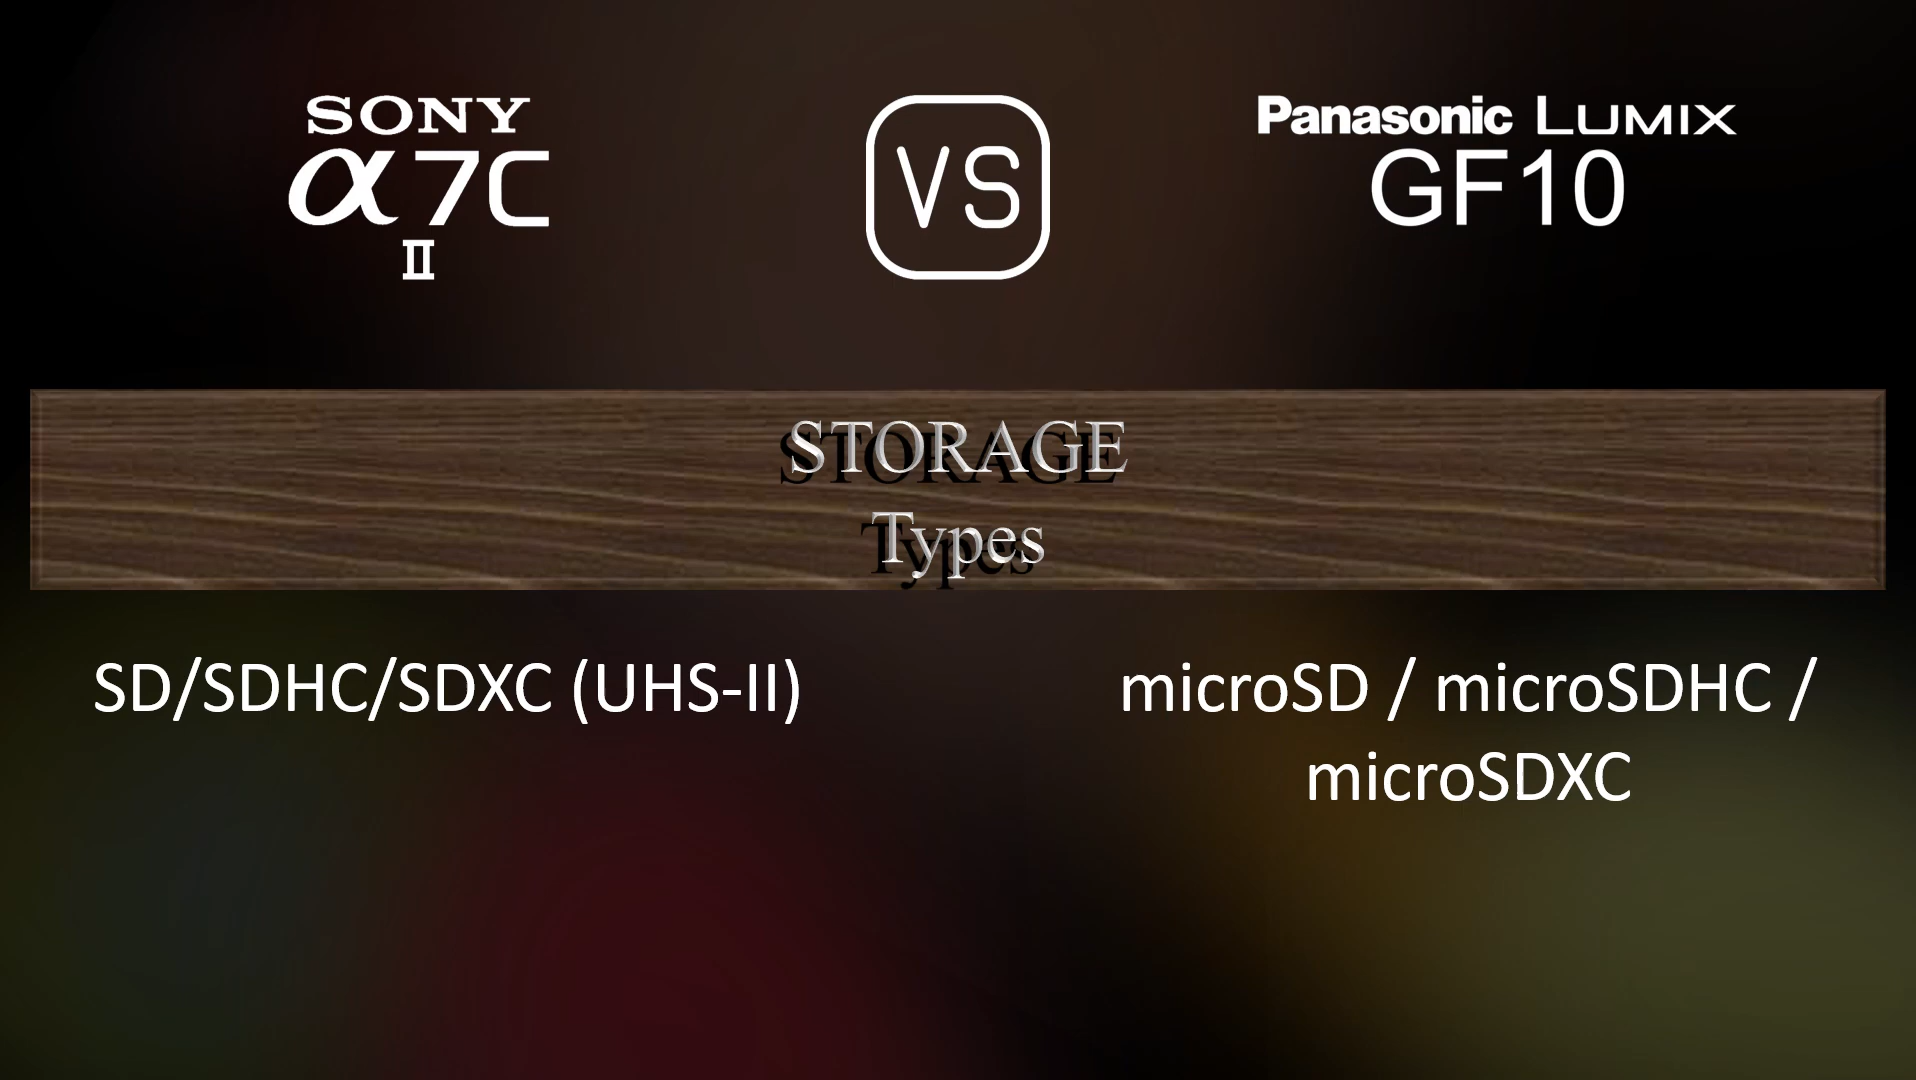 SONY
α7C
II
VS
Panasonic LUMIX
GF10
STORAGE
Types
SD/SDHC/SDXC (UHS-II)
microSD / microSDHC /
microSDXC